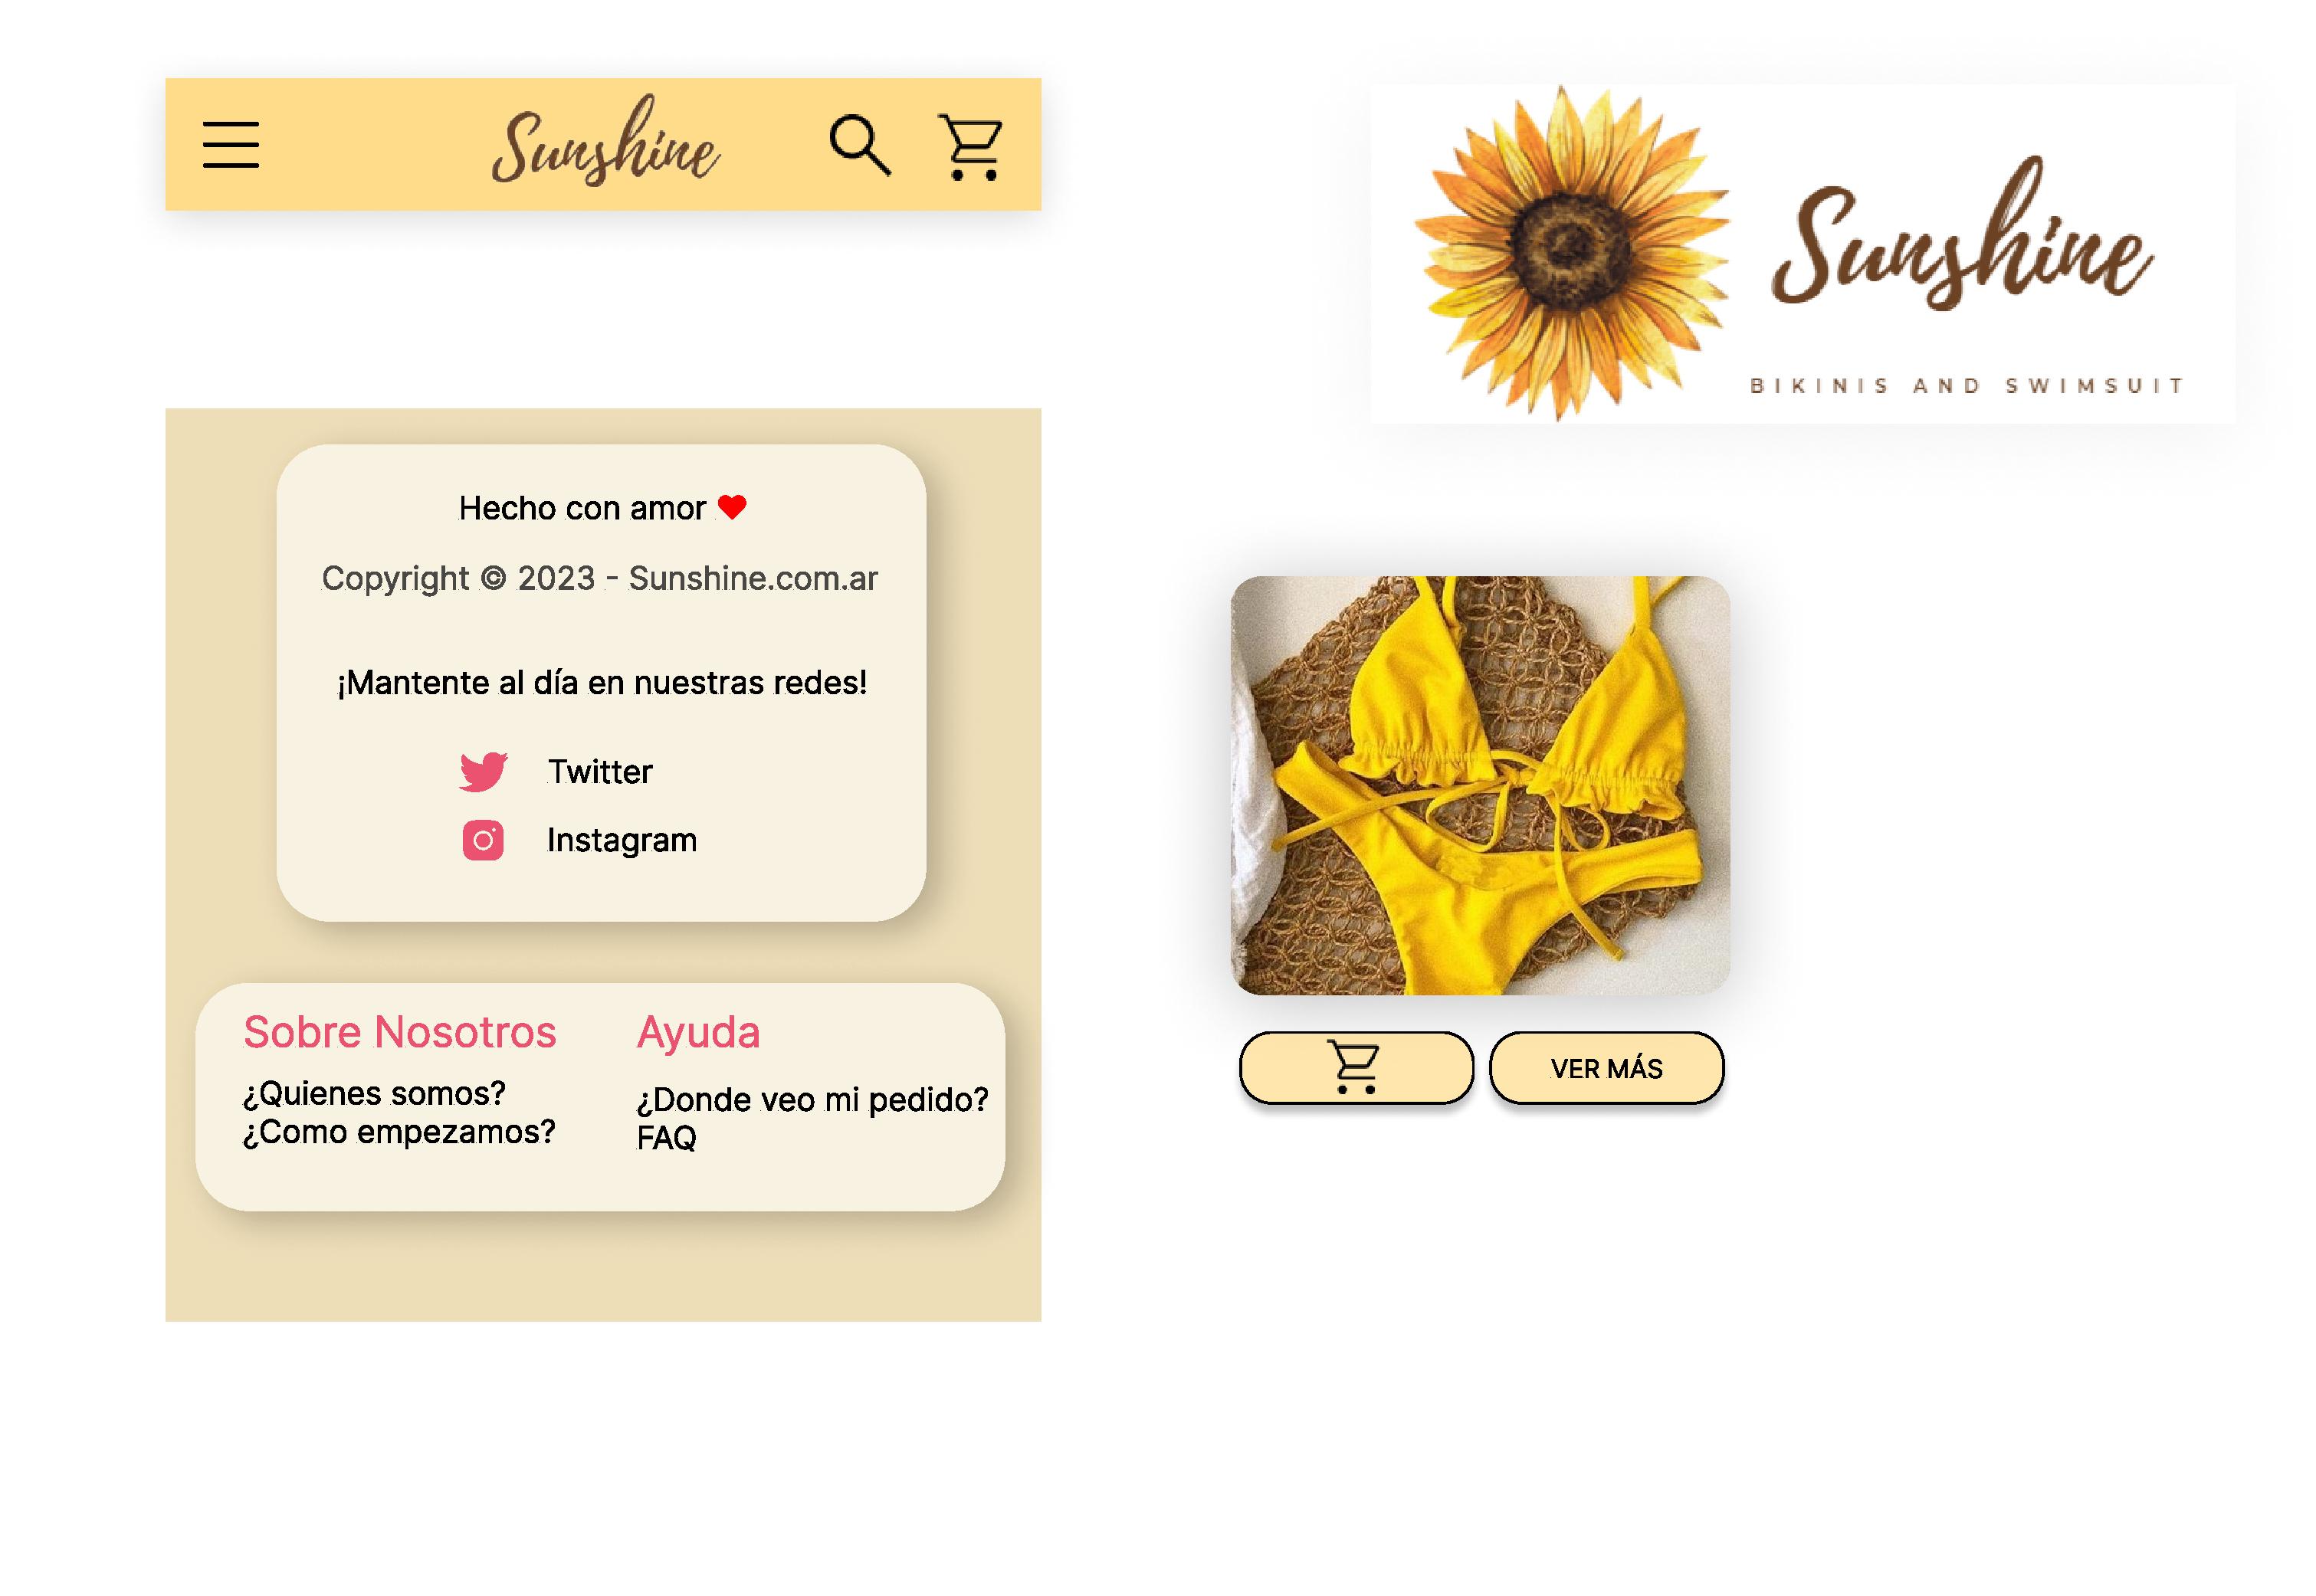 Sunshine
Sunshine
BIKINIS AND SWIMSUIT
Hecho con amor
Copyright © 2023 - Sunshine.com.ar
¡Mantente al día en nuestras redes!
Twitter
Instagram
Sobre Nosotros
¿Quienes somos?
¿Como empezamos?
Ayuda
¿Donde veo mi pedido?
FAQ
VER MÁS